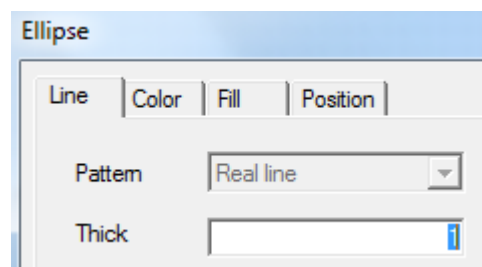 Ellipse
Line Color Fill Position
Pattern Real line
Thick 1